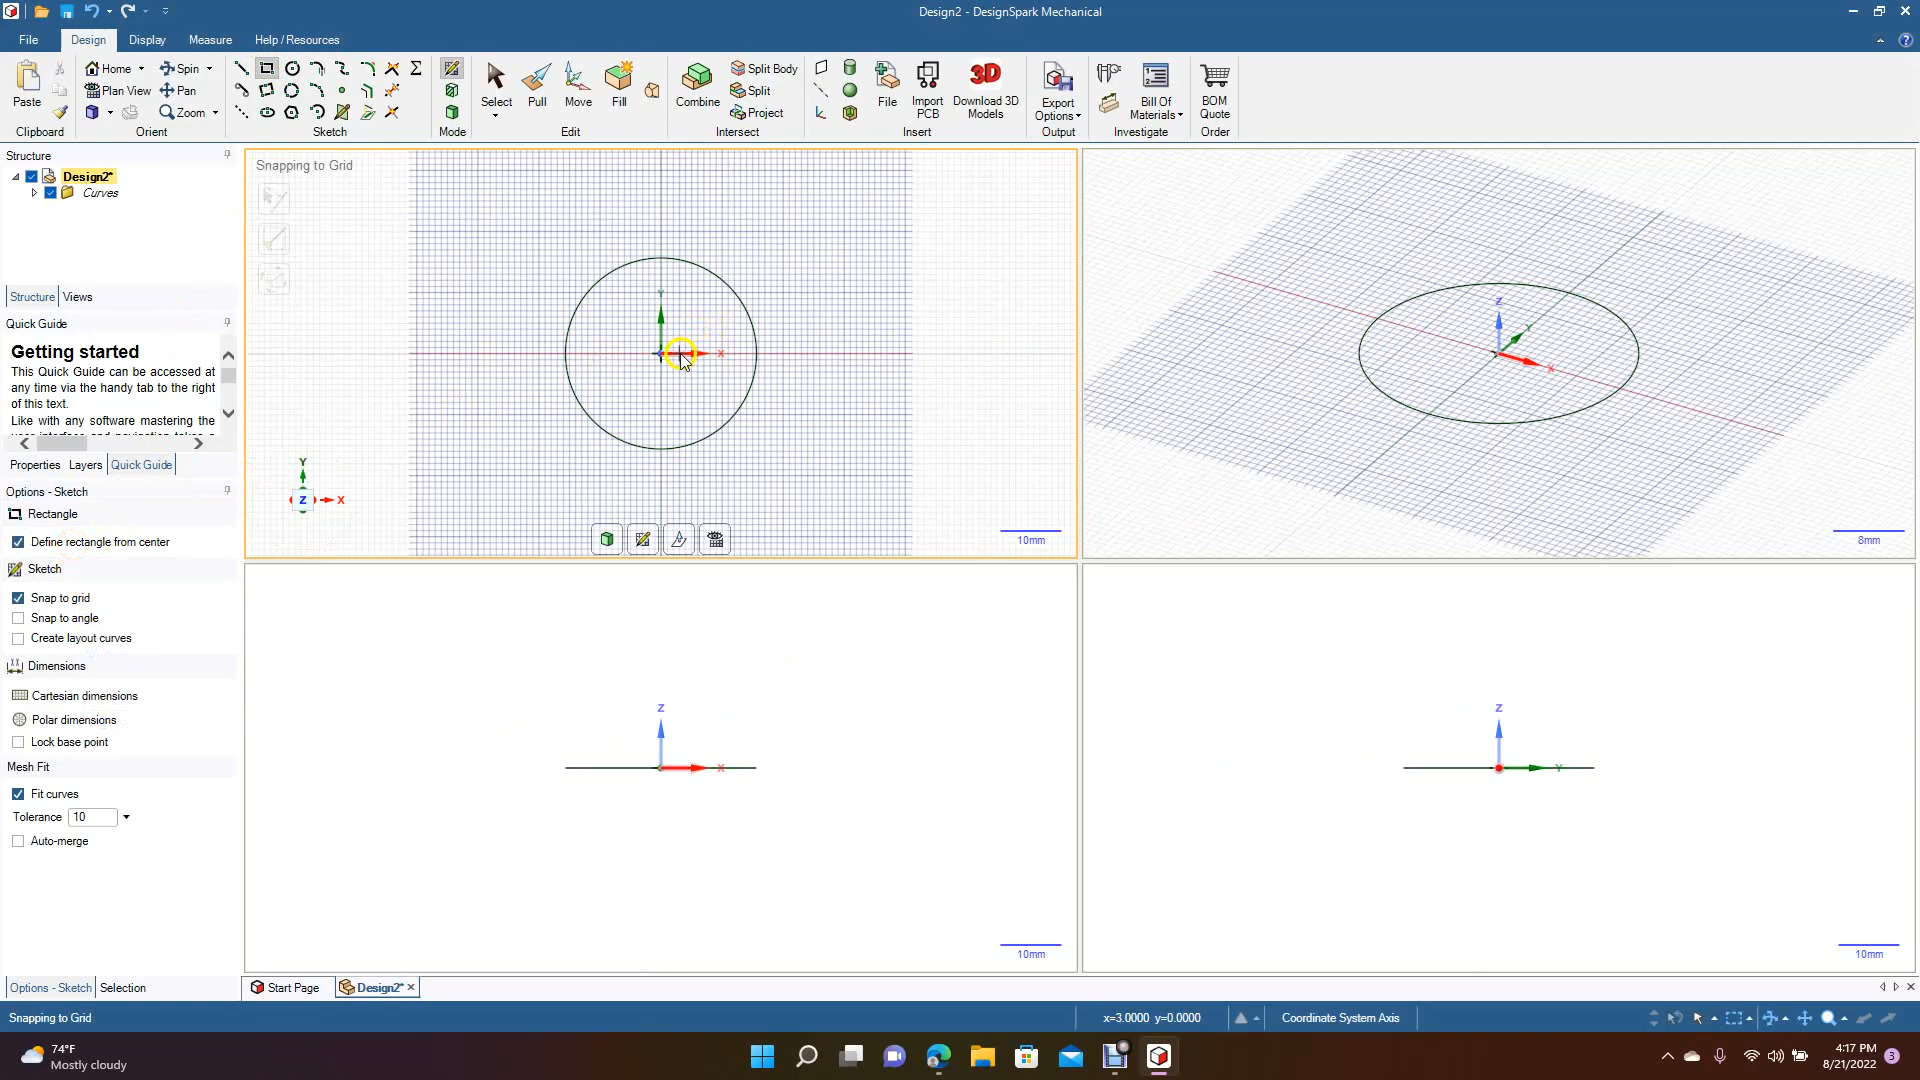 Design2 - DesignSpark Mechanical
File
Design
Display
Measure
Help / Resources
Paste
Home
Spin
Plan View
Pan
Zoom
Select
Pull
Move
Fill
Combine
Split Body
Split
Project
File
Import PCB
Download 3D Models
3D
Export Options
Bill Of Materials
BOM Quote
Clipboard
Orient
Sketch
Mode
Edit
Intersect
Insert
Output
Investigate
Order
Structure
Design2*
Curves
Structure
Views
Quick Guide
Getting started
This Quick Guide can be accessed at
any time via the handy tab to the right
of this text.
Like with any software mastering the
Properties
Layers
Quick Guide
Options - Sketch
Rectangle
Define rectangle from center
Sketch
Snap to grid
Snap to angle
Create layout curves
Dimensions
Cartesian dimensions
Polar dimensions
Lock base point
Mesh Fit
Fit curves
Tolerance 10
Auto-merge
Options - Sketch
Selection
Snapping to Grid
Y
X
Y
Z
X
10mm
Z
Y
X
8mm
Z
X
10mm
Z
Y
10mm
Start Page
Design2*
Snapping to Grid
x=3.0000 y=0.0000
Coordinate System Axis
74°F
Mostly cloudy
4:17 PM
8/21/2022
3